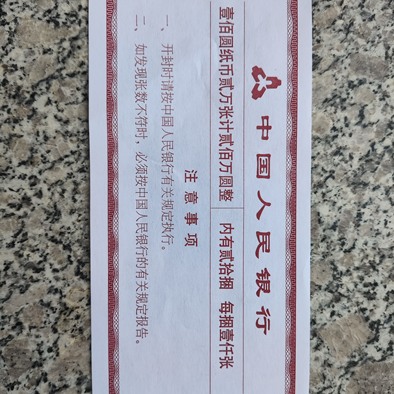 中国人民银行
壹佰圆纸币贰万张计贰佰万圆整 内有贰拾捆 每捆壹仟张
注意事项
一、开封时请按中国人民银行有关规定执行。
二、如发现张数不符时，必须按中国人民银行的有关规定报告。